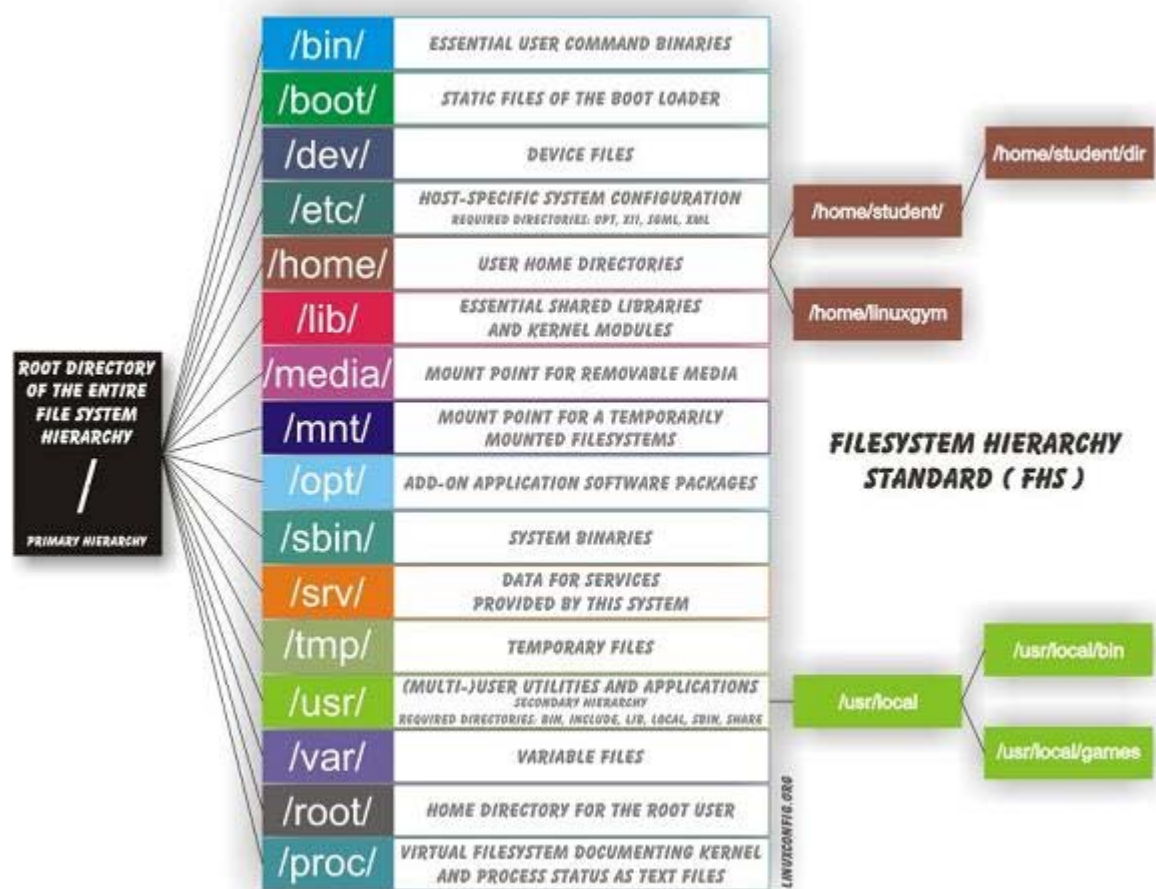 /bin/
ESSENTIAL USER COMMAND BINARIES
/boot/
STATIC FILES OF THE BOOT LOADER
/dev/
DEVICE FILES
/etc/
HOST-SPECIFIC SYSTEM CONFIGURATION
REQUIRED DIRECTORIES: OPT, XII, SGML, XML
/home/
USER HOME DIRECTORIES
/lib/
ESSENTIAL SHARED LIBRARIES
AND KERNEL MODULES
/media/
MOUNT POINT FOR REMOVABLE MEDIA
/mnt/
MOUNT POINT FOR A TEMPORARILY
MOUNTED FILESYSTEMS
/opt/
ADD-ON APPLICATION SOFTWARE PACKAGES
/sbin/
SYSTEM BINARIES
/srv/
DATA FOR SERVICES
PROVIDED BY THIS SYSTEM
/tmp/
TEMPORARY FILES
/usr/
(MULTI-)USER UTILITIES AND APPLICATIONS
SECONDARY HIERARCHY
REQUIRED DIRECTORIES: BIN, INCLUDE, LIB, LOCAL, SBIN, SHARE
/var/
VARIABLE FILES
/root/
HOME DIRECTORY FOR THE ROOT USER
/proc/
VIRTUAL FILESYSTEM DOCUMENTING KERNEL
AND PROCESS STATUS AS TEXT FILES
ROOT DIRECTORY
OF THE ENTIRE
FILE SYSTEM
HIERARCHY
/
PRIMARY HIERARCHY
/home/student/dir
/home/student/
/home/linuxgym
FILESYSTEM HIERARCHY
STANDARD ( FHS )
/usr/local/bin
/usr/local
/usr/local/games
LINUXCONFIG.ORG